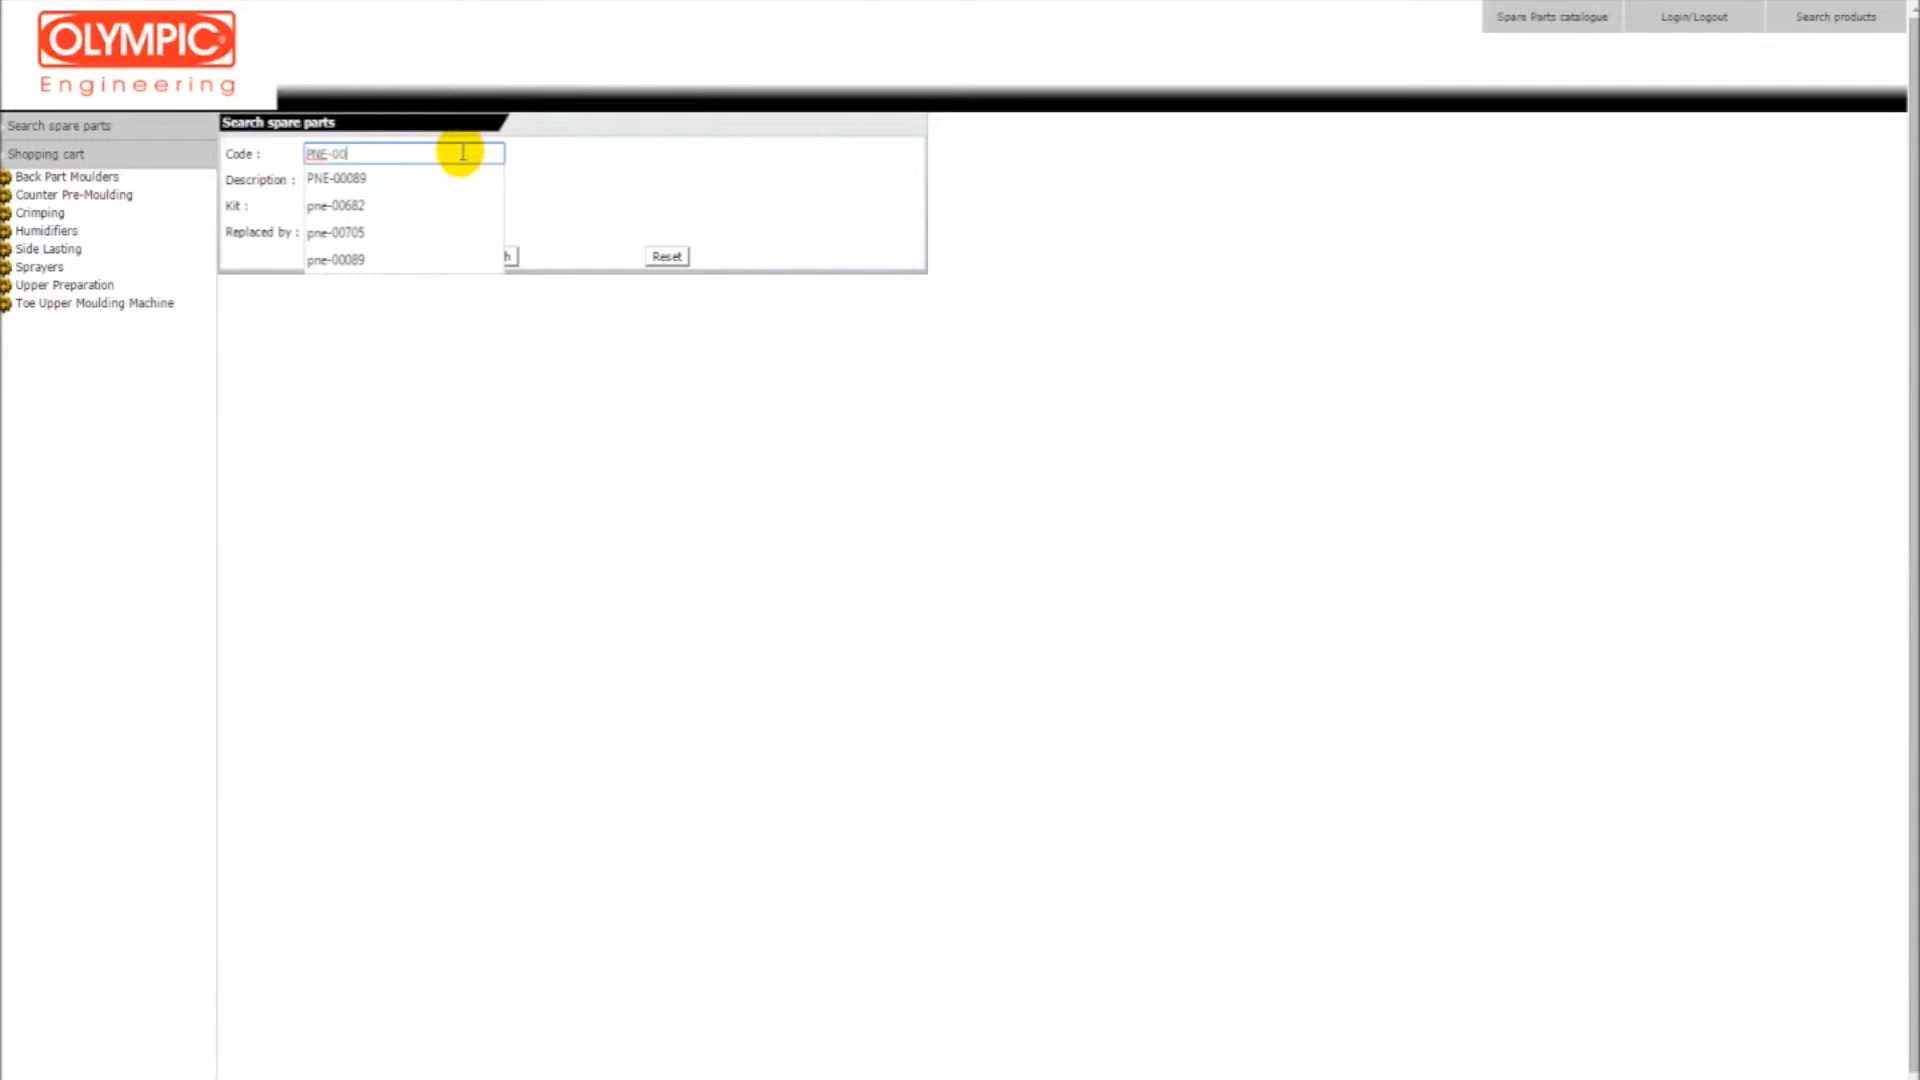 OLYMPIC
Engineering
Spare Parts catalogue
Login/Logout
Search products
Search spare parts
Shopping cart
Back Part Moulders
Counter Pre-Moulding
Crimping
Humidifiers
Side Lasting
Sprayers
Upper Preparation
Toe Upper Moulding Machine
Search spare parts
Code : PNE-00
Description : PNE-00089
Kit : pne-00682
Replaced by : pne-00705
pne-00089
h Reset